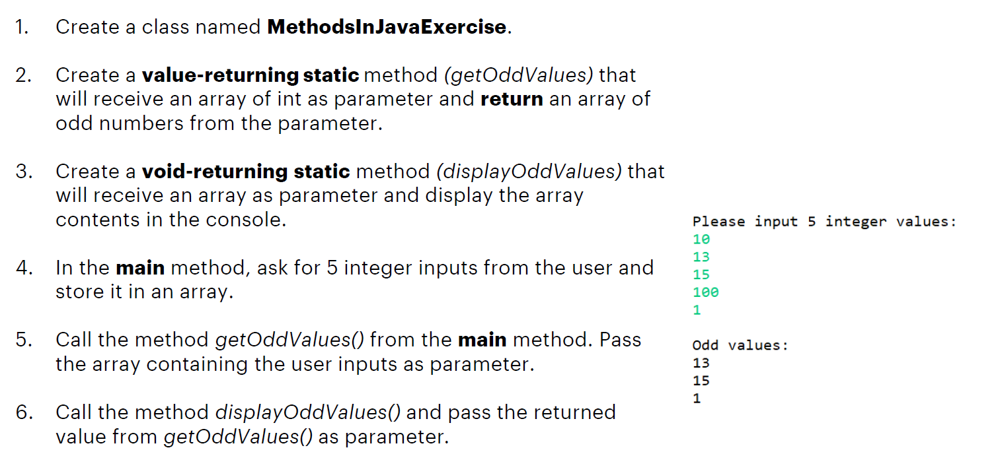 1. Create a class named MethodsInJavaExercise.
2. Create a value-returning static method (getOddValues) that
will receive an array of int as parameter and return an array of
odd numbers from the parameter.
3. Create a void-returning static method (displayOddValues) that
will receive an array as parameter and display the array
contents in the console.
4. In the main method, ask for 5 integer inputs from the user and
store it in an array.
5. Call the method getOddValues() from the main method. Pass
the array containing the user inputs as parameter.
6. Call the method displayOddValues() and pass the returned
value from getOddValues() as parameter.
Please input 5 integer values:
10
13
15
100
1
Odd values:
13
15
1